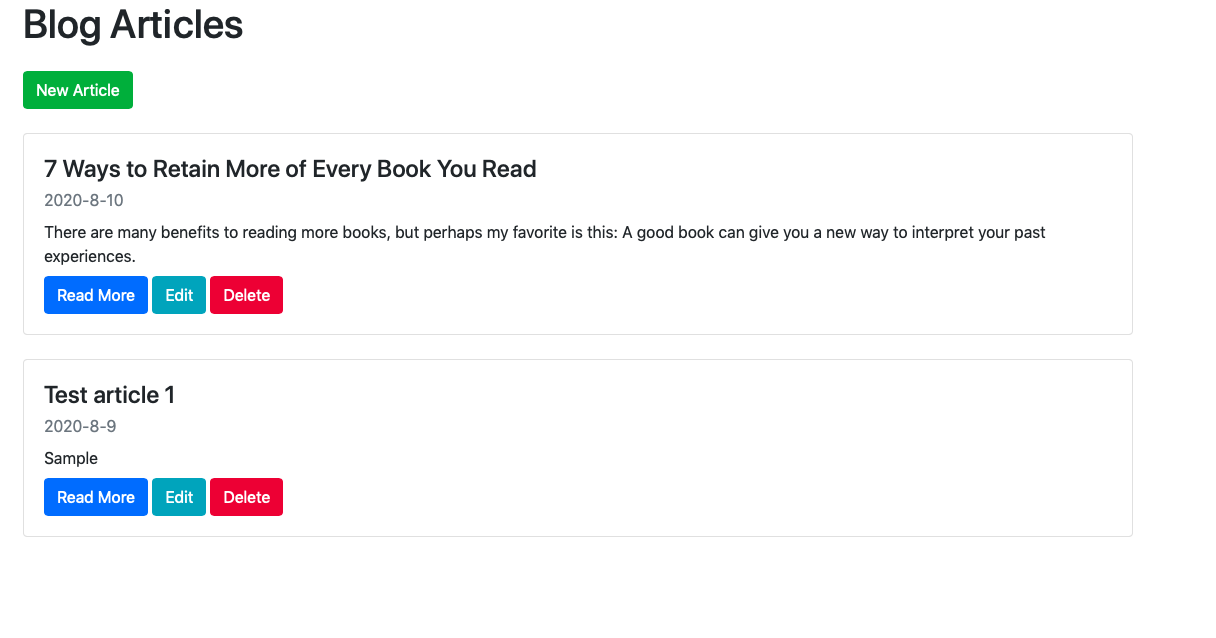 Blog Articles
New Article
7 Ways to Retain More of Every Book You Read
2020-8-10
There are many benefits to reading more books, but perhaps my favorite is this: A good book can give you a new way to interpret your past
experiences.
Read More Edit Delete
Test article 1
2020-8-9
Sample
Read More Edit Delete